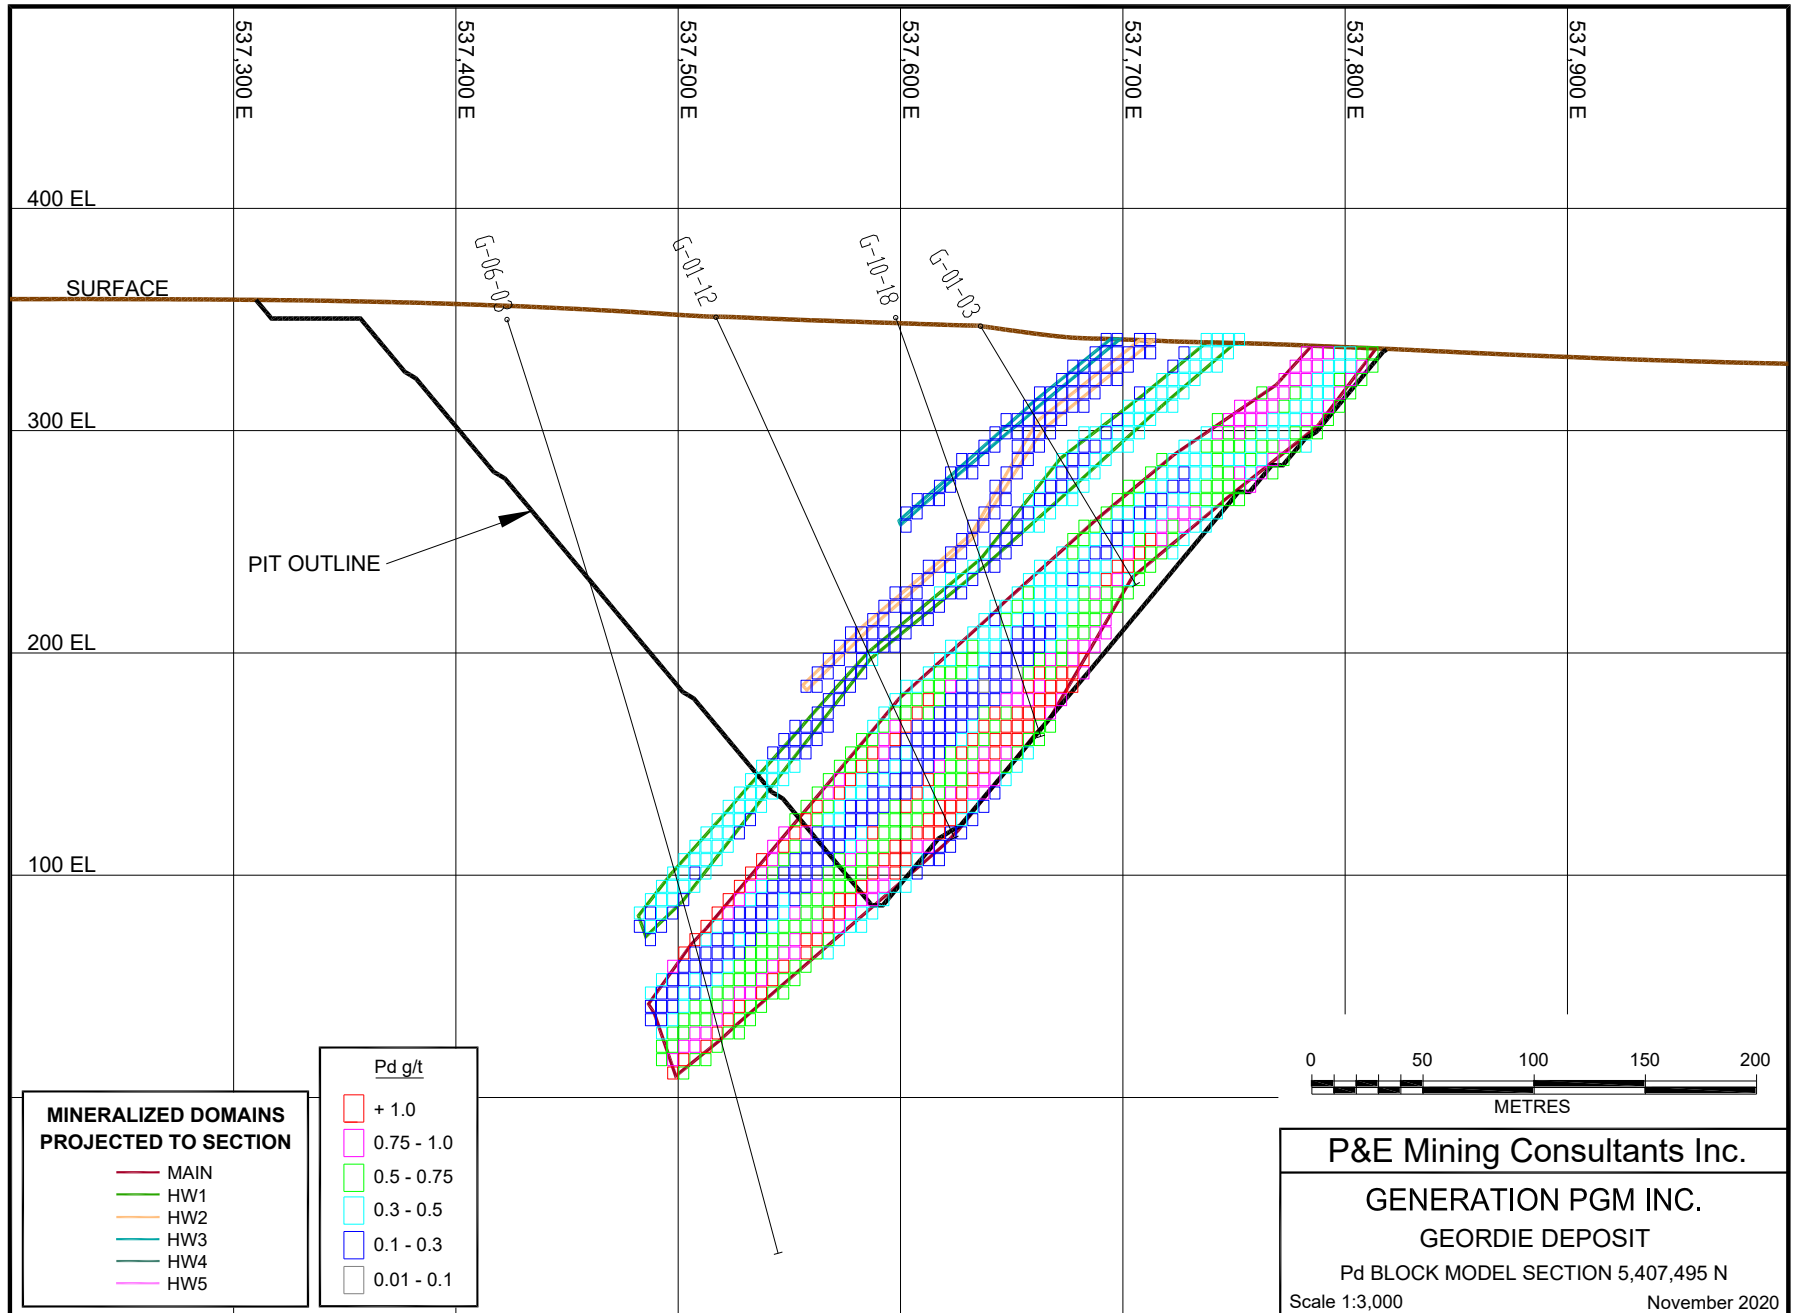 537,300 E
537,400 E
537,500 E
537,600 E
537,700 E
537,800 E
537,900 E
400 EL
SURFACE
G-06-03
G-01-12
G-10-18
G-01-03
300 EL
PIT OUTLINE
200 EL
100 EL
MINERALIZED DOMAINS
PROJECTED TO SECTION
MAIN
HW1
HW2
HW3
HW4
HW5
Pd g/t
+ 1.0
0.75 - 1.0
0.5 - 0.75
0.3 - 0.5
0.1 - 0.3
0.01 - 0.1
0 50 100 150 200
METRES
P&E Mining Consultants Inc.
GENERATION PGM INC.
GEORDIE DEPOSIT
Pd BLOCK MODEL SECTION 5,407,495 N
Scale 1:3,000 November 2020